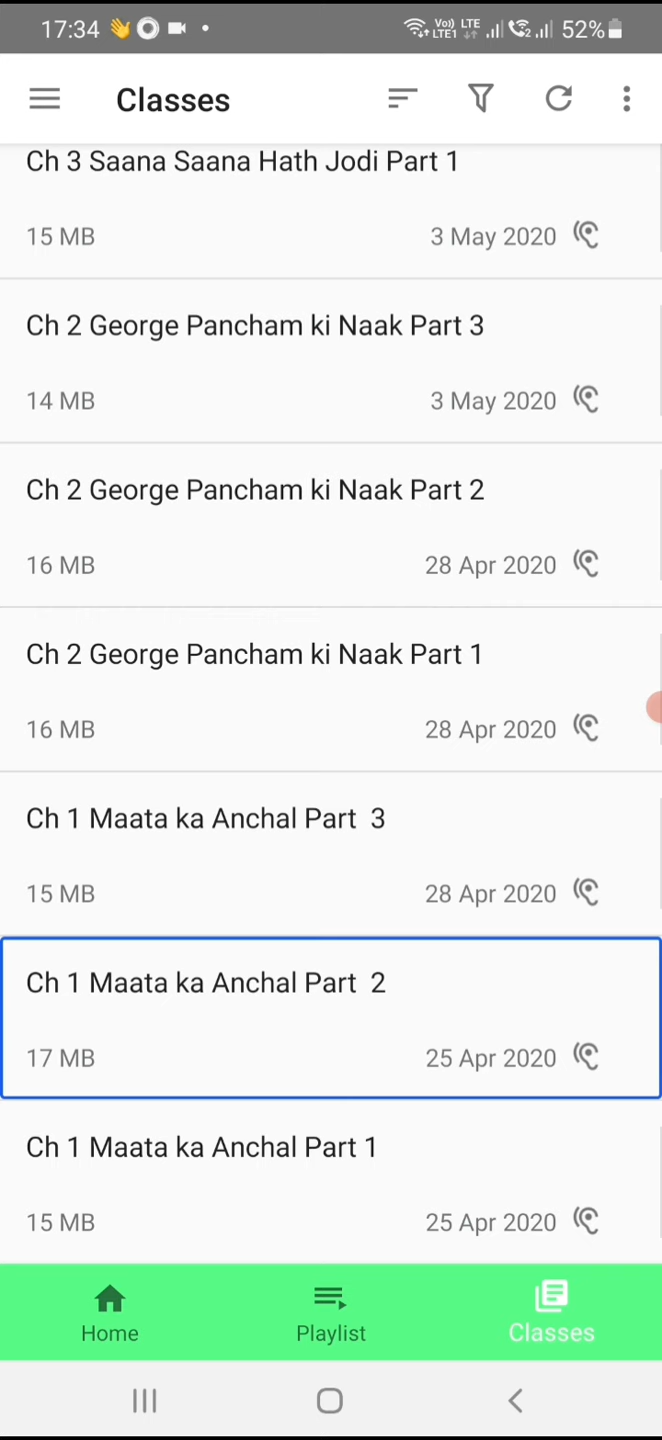 17:34 Vo)) LTE LTE1 2 52%
Classes
Ch 3 Saana Saana Hath Jodi Part 1
15 MB 3 May 2020
Ch 2 George Pancham ki Naak Part 3
14 MB 3 May 2020
Ch 2 George Pancham ki Naak Part 2
16 MB 28 Apr 2020
Ch 2 George Pancham ki Naak Part 1
16 MB 28 Apr 2020
Ch 1 Maata ka Anchal Part  3
15 MB 28 Apr 2020
Ch 1 Maata ka Anchal Part  2
17 MB 25 Apr 2020
Ch 1 Maata ka Anchal Part 1
15 MB 25 Apr 2020
Home Playlist Classes